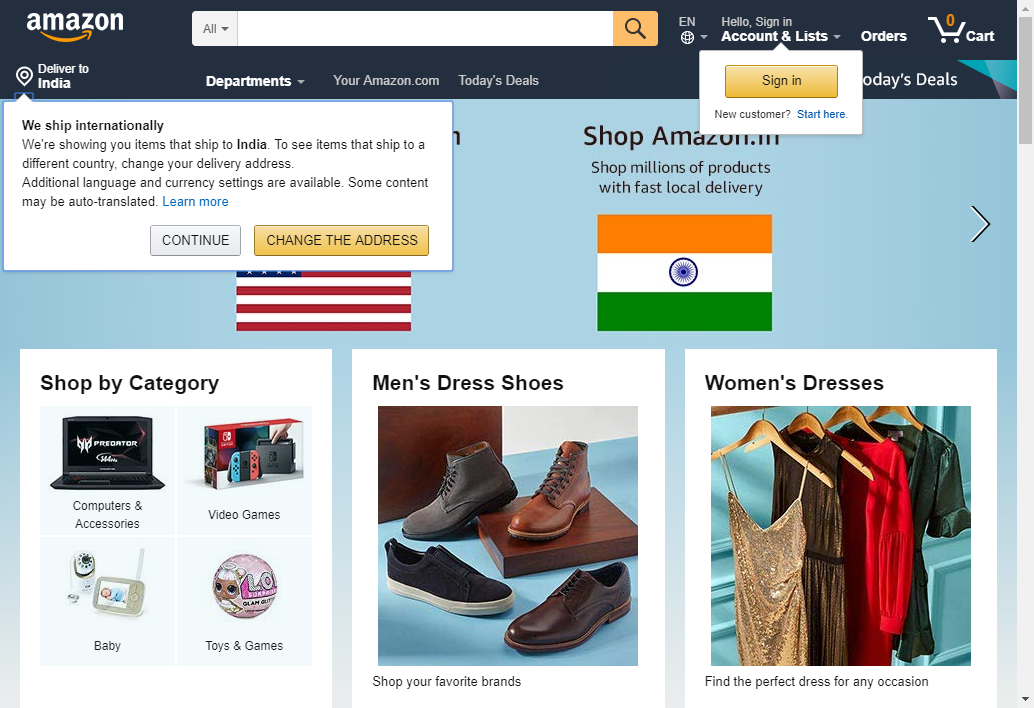 amazon
All
EN
Hello, Sign in
Account & Lists
Orders
0
Cart
Deliver to
India
Departments
Your Amazon.com
Today's Deals
Sign in
New customer? Start here.
oday's Deals
We ship internationally
We're showing you items that ship to India. To see items that ship to a
different country, change your delivery address.
Additional language and currency settings are available. Some content
may be auto-translated. Learn more
CONTINUE
CHANGE THE ADDRESS
Shop Amazon.in
Shop millions of products
with fast local delivery
Shop by Category
PREDATOR
Computers &
Accessories
Video Games
Baby
L.O.L.
SURPRISE
GLAM GLITTER
Toys & Games
Men's Dress Shoes
Shop your favorite brands
Women's Dresses
Find the perfect dress for any occasion